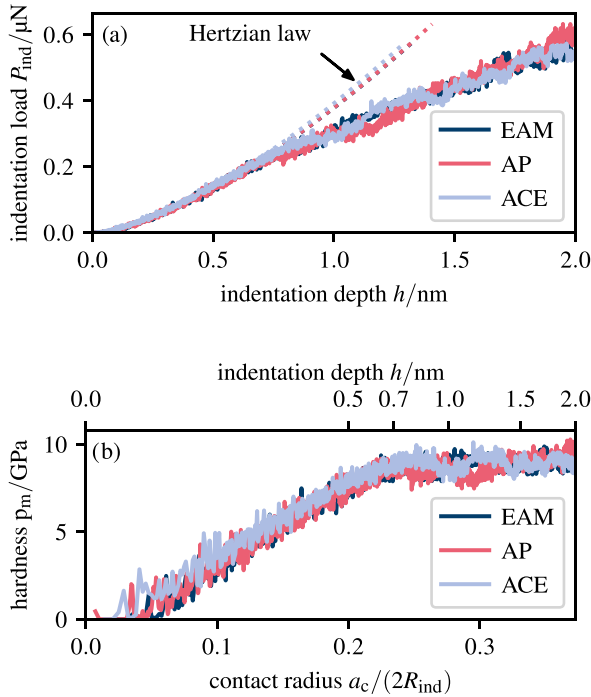 (a)
Hertzian law
indentation load P_ind/μN
0.6
0.4
0.2
0.0
EAM
AP
ACE
0.0 0.5 1.0 1.5 2.0
indentation depth h/nm
indentation depth h/nm
0.0 0.5 0.7 1.0 1.5 2.0
(b)
hardness p_m/GPa
10
5
0
EAM
AP
ACE
0.0 0.1 0.2 0.3
contact radius a_c/(2R_ind)